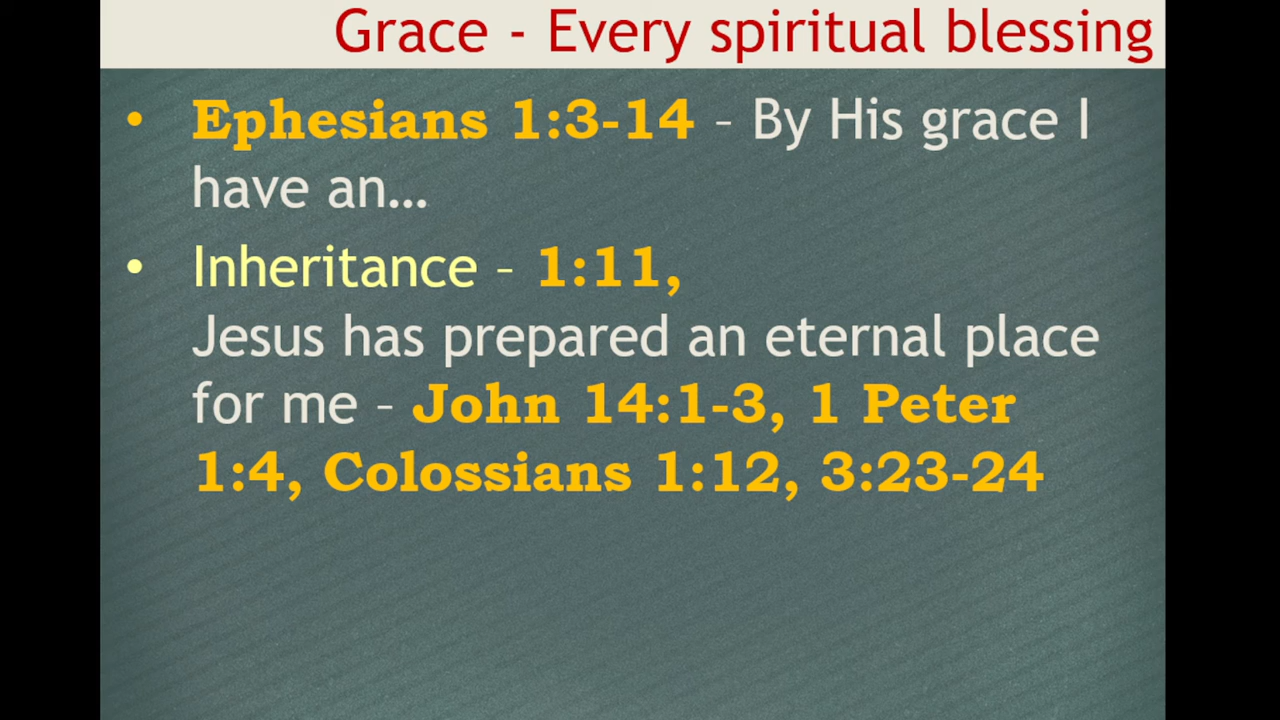 Grace - Every spiritual blessing
• Ephesians 1:3-14 – By His grace I
have an…
• Inheritance – 1:11,
Jesus has prepared an eternal place
for me – John 14:1-3, 1 Peter
1:4, Colossians 1:12, 3:23-24